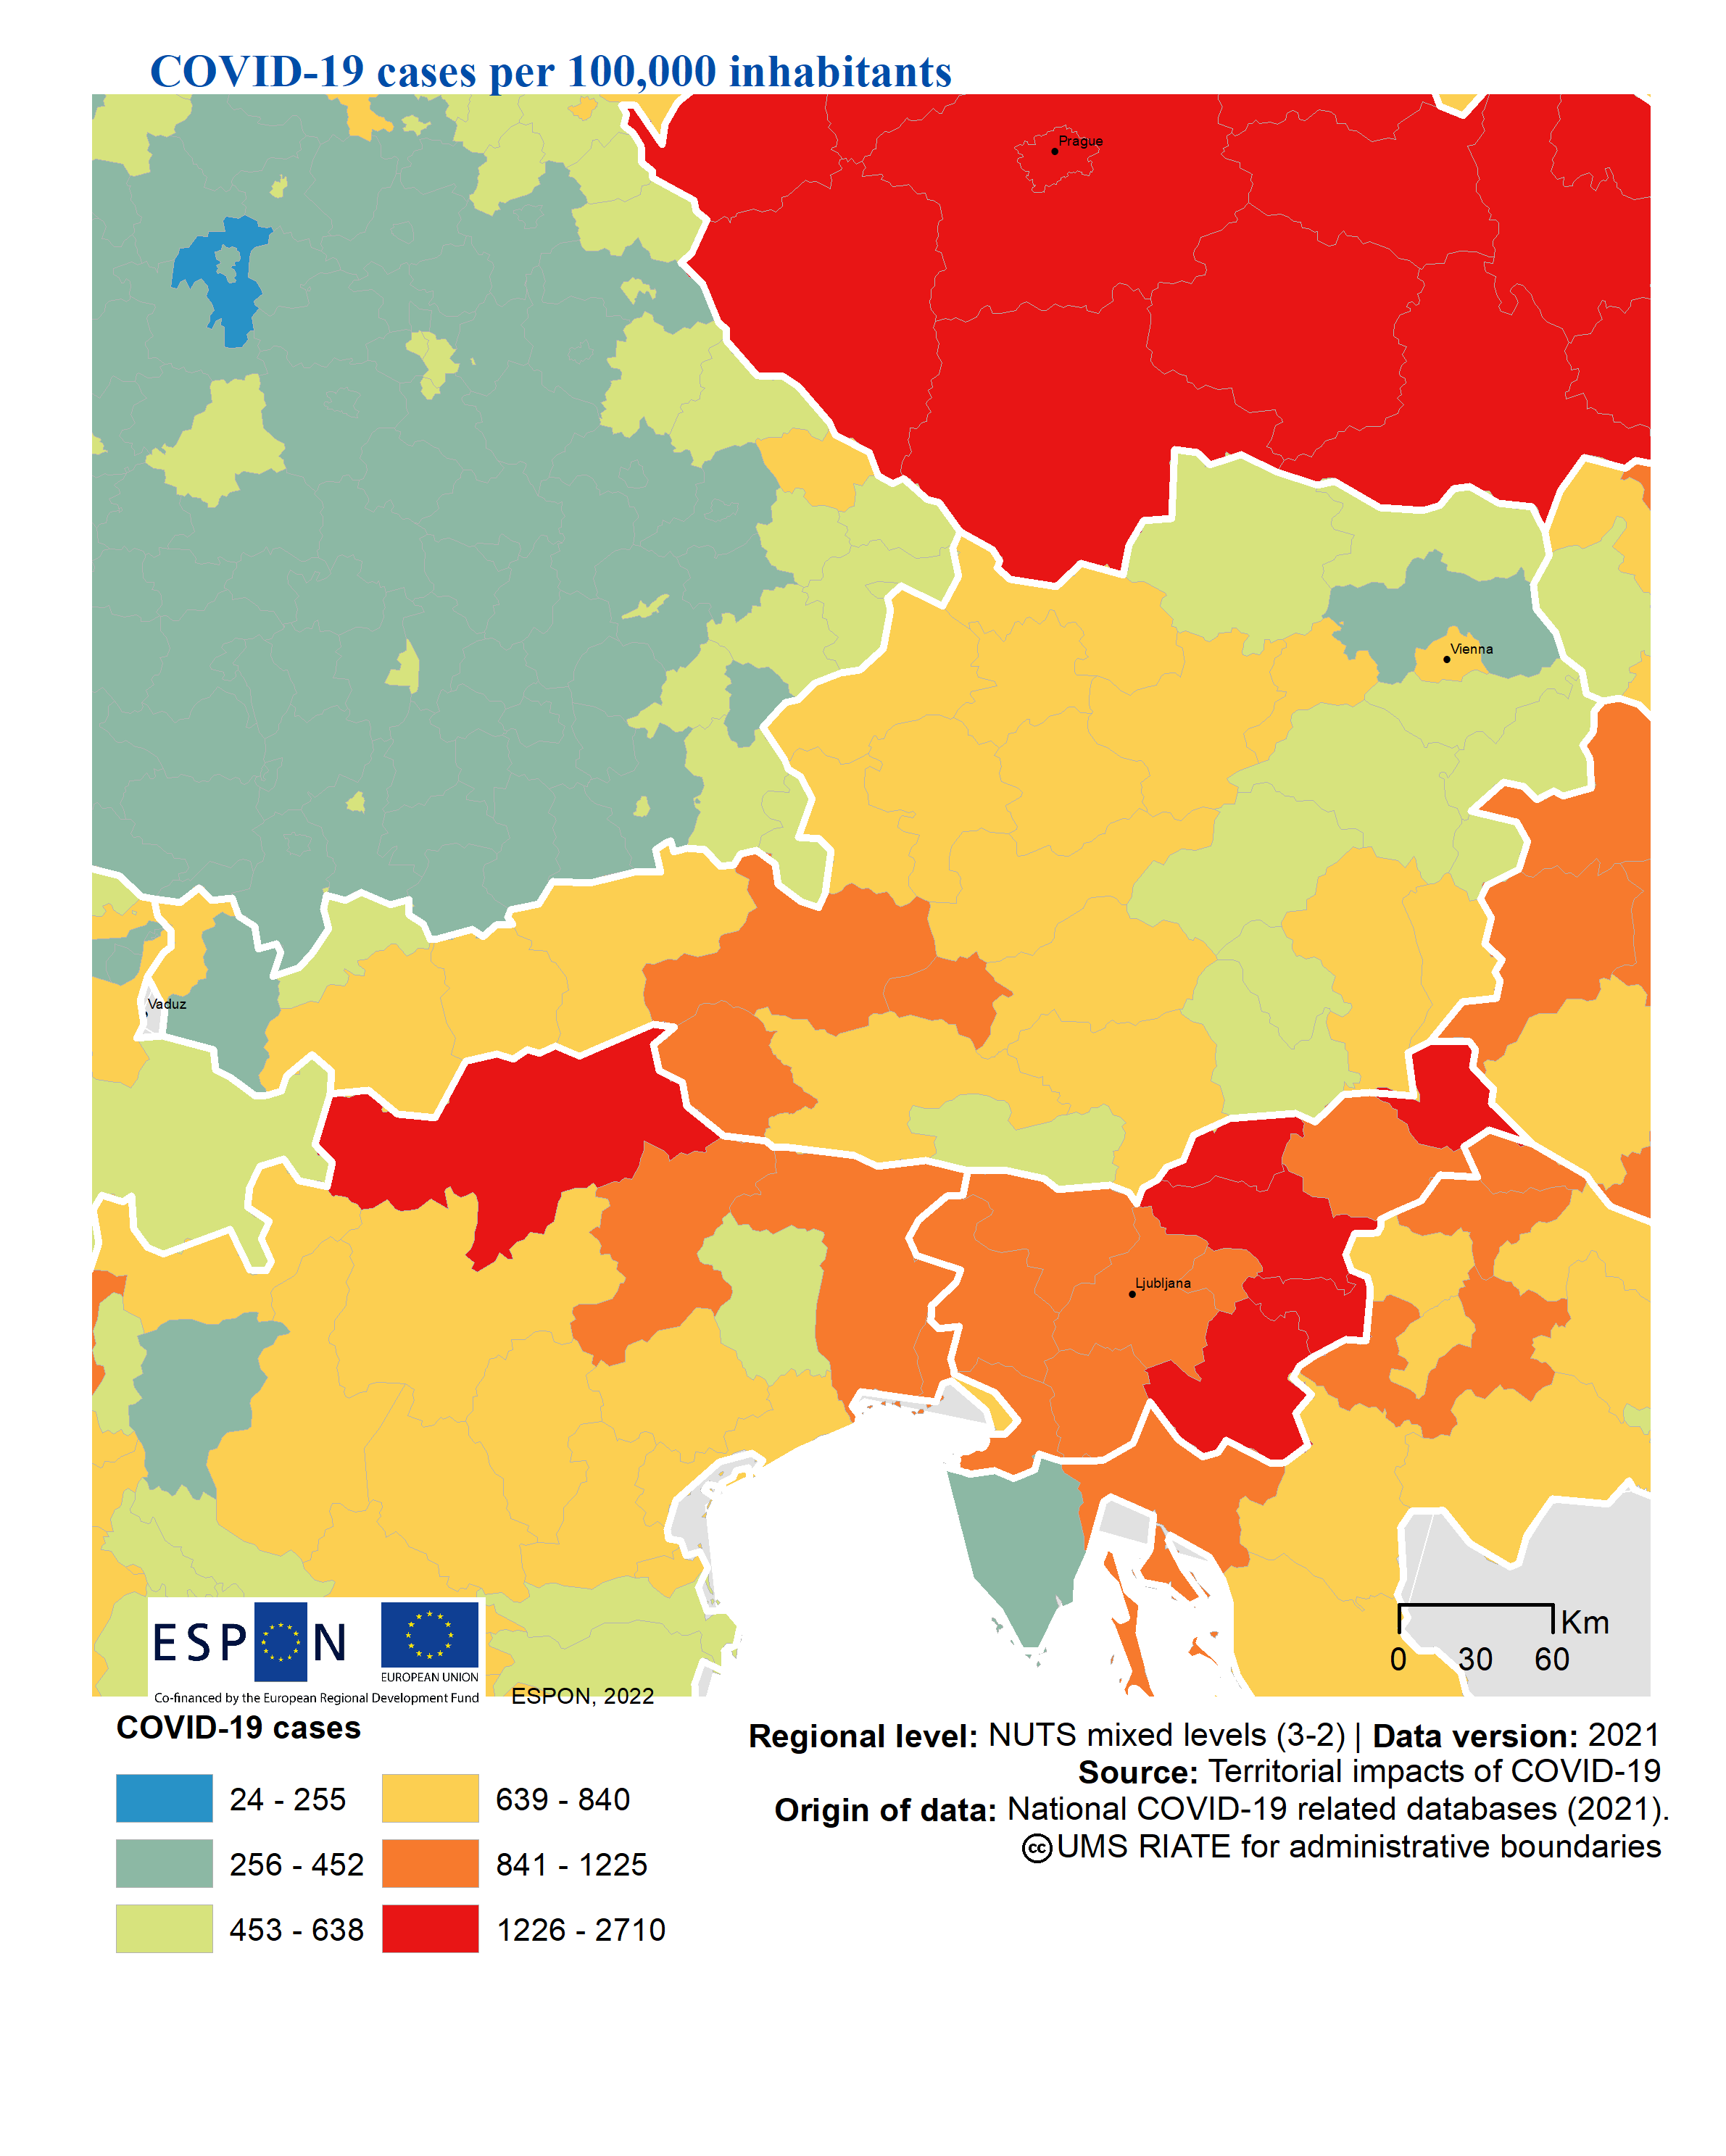 COVID-19 cases per 100,000 inhabitants
Prague
Vienna
Vaduz
Ljubljana
ESPON
EUROPEAN UNION
Co-financed by the European Regional Development Fund
ESPON, 2022
Km
0 30 60
COVID-19 cases
24 - 255
256 - 452
453 - 638
639 - 840
841 - 1225
1226 - 2710
Regional level: NUTS mixed levels (3-2) | Data version: 2021
Source: Territorial impacts of COVID-19
Origin of data: National COVID-19 related databases (2021).
cc UMS RIATE for administrative boundaries